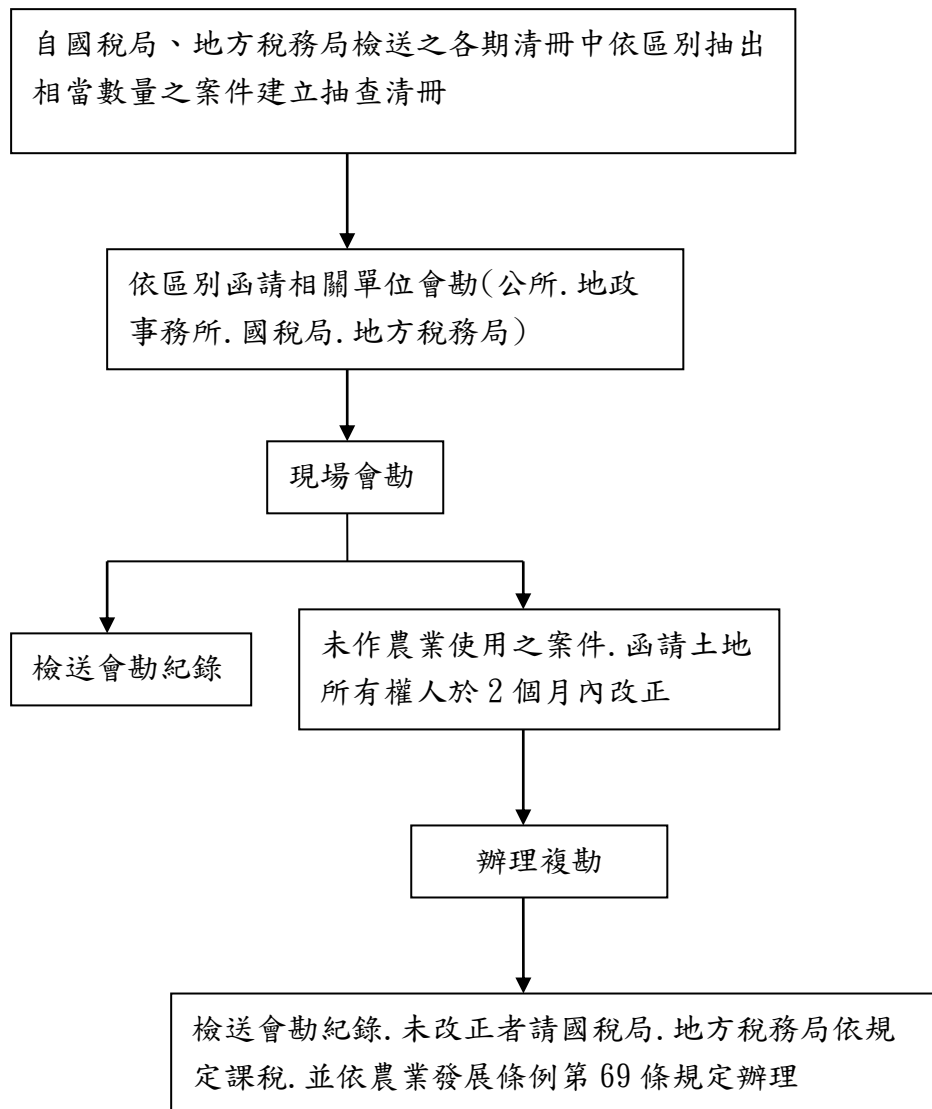 自國稅局、地方稅務局檢送之各期清冊中依區別抽出
相當數量之案件建立抽查清冊
依區別函請相關單位會勘(公所.地政
事務所.國稅局.地方稅務局)
現場會勘
檢送會勘紀錄
未作農業使用之案件.函請土地
所有權人於 2 個月內改正
辦理複勘
檢送會勘紀錄.未改正者請國稅局.地方稅務局依規
定課稅.並依農業發展條例第 69 條規定辦理